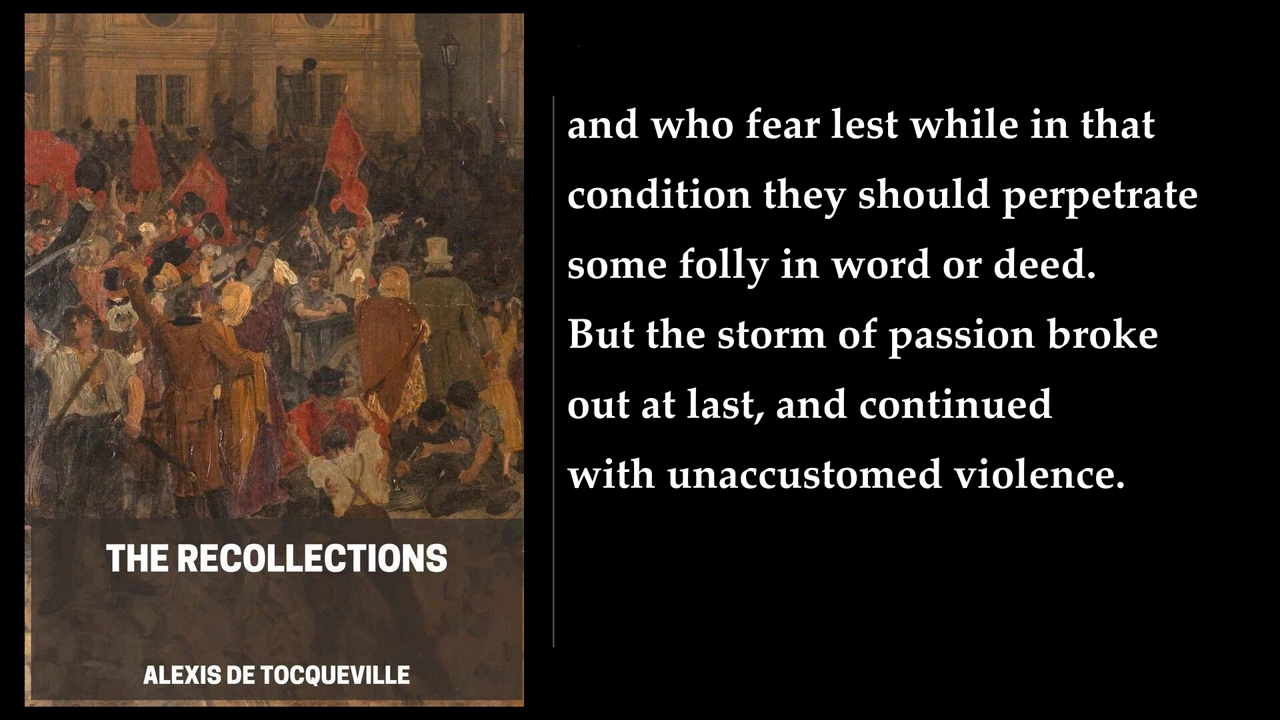 THE RECOLLECTIONS
ALEXIS DE TOCQUEVILLE
and who fear lest while in that
condition they should perpetrate
some folly in word or deed.
But the storm of passion broke
out at last, and continued
with unaccustomed violence.